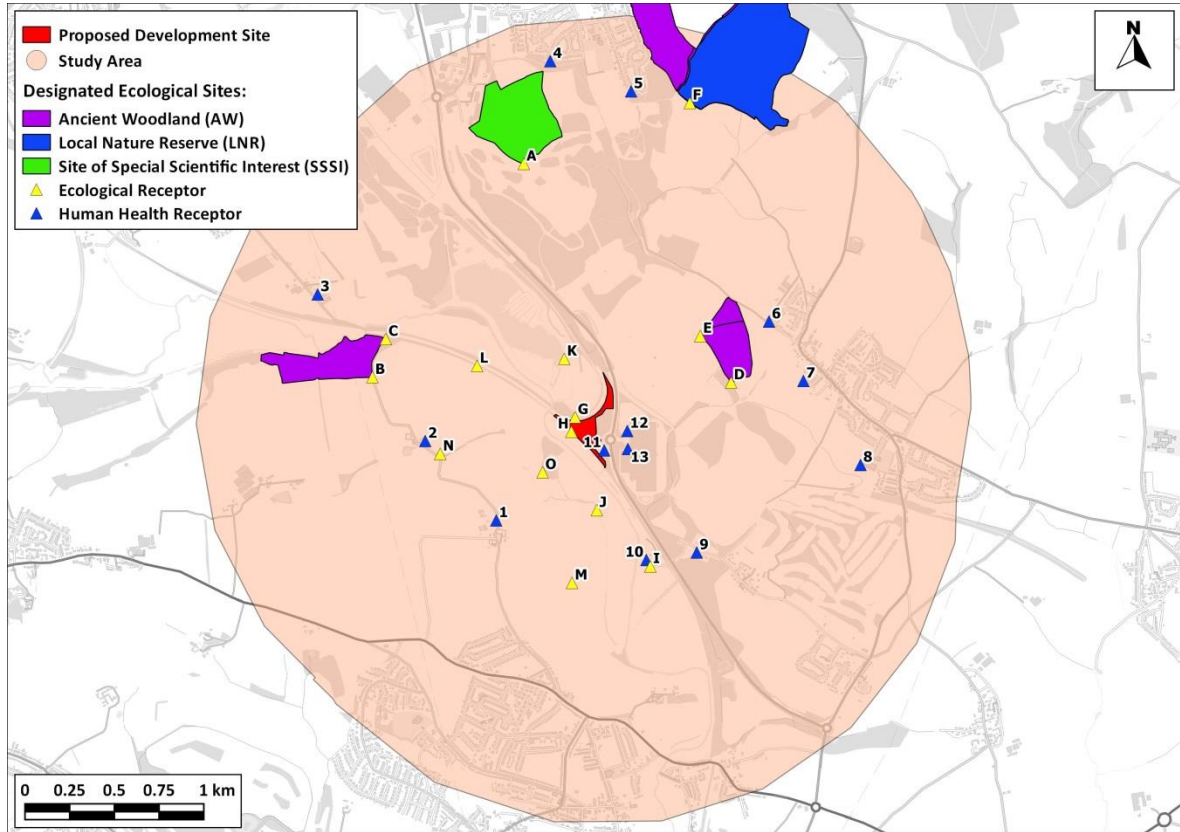 Proposed Development Site
Study Area
Designated Ecological Sites:
Ancient Woodland (AW)
Local Nature Reserve (LNR)
Site of Special Scientific Interest (SSSI)
Ecological Receptor
Human Health Receptor
N
4
5
F
A
3
6
C
E
K
L
B
D
7
G
H
12
2
11
13
N
O
8
1
J
10
I
9
M
0 0.25 0.5 0.75 1 km